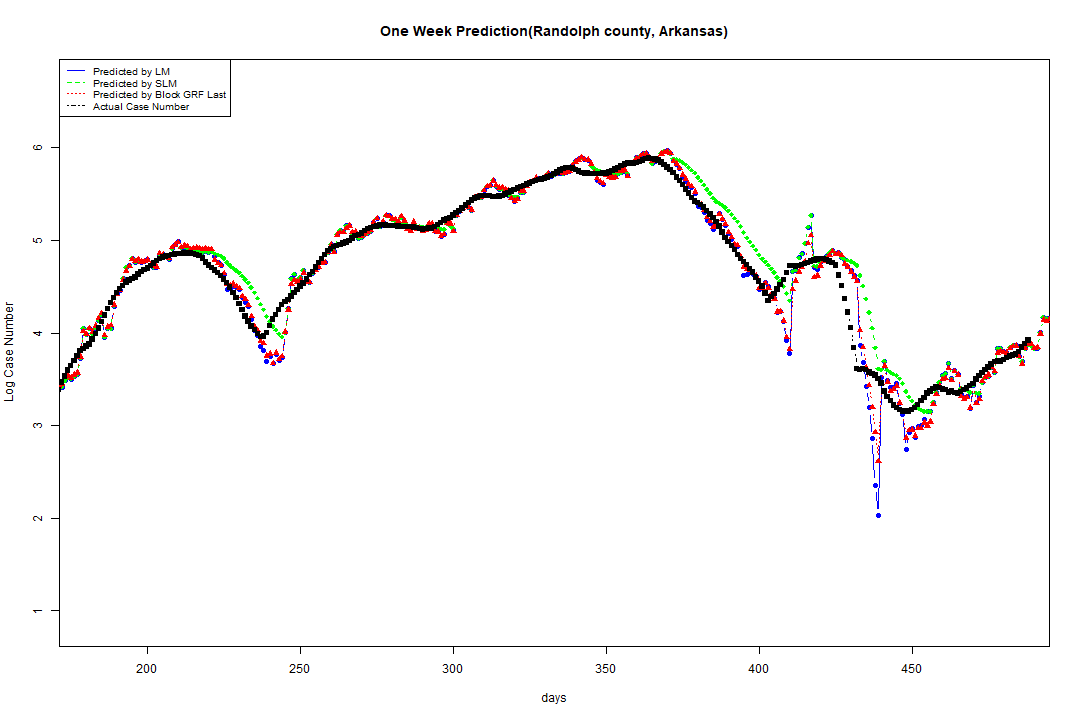 One Week Prediction(Randolph county, Arkansas)
Predicted by LM
Predicted by SLM
Predicted by Block GRF Last
Actual Case Number
Log Case Number
6
5
4
3
2
1
200 250 300 350 400 450
days